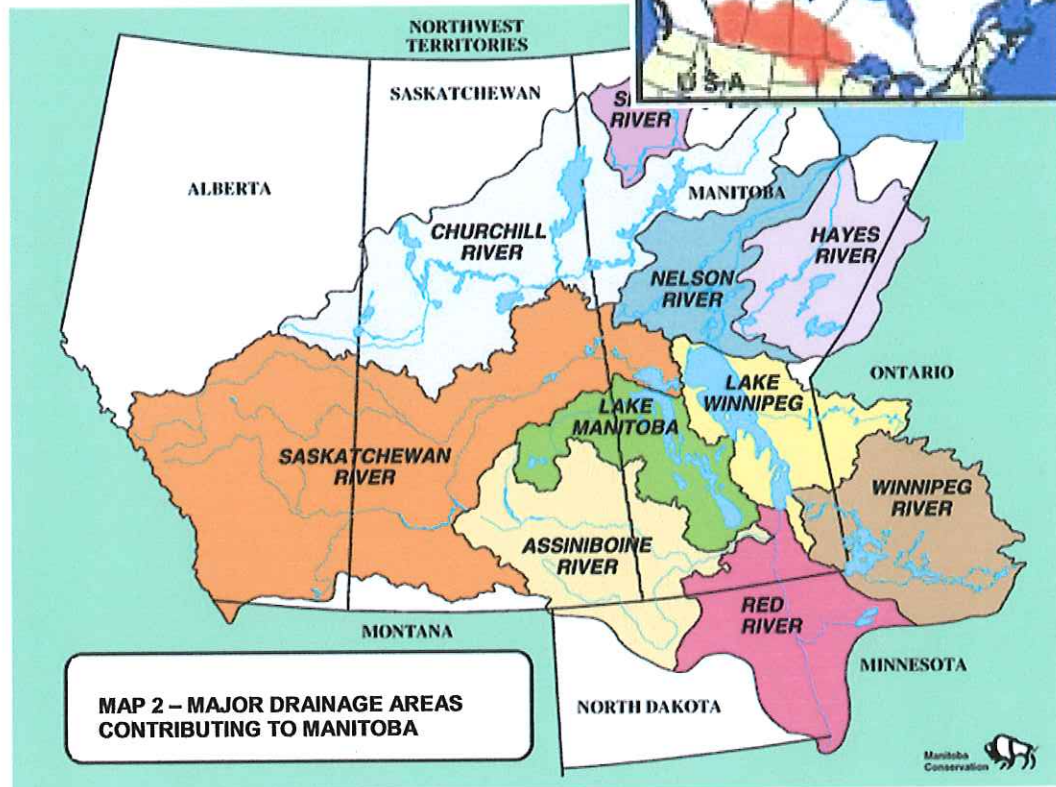 U S A
NORTHWEST
TERRITORIES
SASKATCHEWAN
RIVER
ALBERTA
MANITOBA
CHURCHILL
RIVER
HAYES
RIVER
NELSON
RIVER
ONTARIO
LAKE
WINNIPEG
LAKE
MANITOBA
SASKATCHEWAN
RIVER
WINNIPEG
RIVER
ASSINIBOINE
RIVER
RED
RIVER
MONTANA
MINNESOTA
NORTH DAKOTA
MAP 2 – MAJOR DRAINAGE AREAS
CONTRIBUTING TO MANITOBA
Manitoba
Conservation